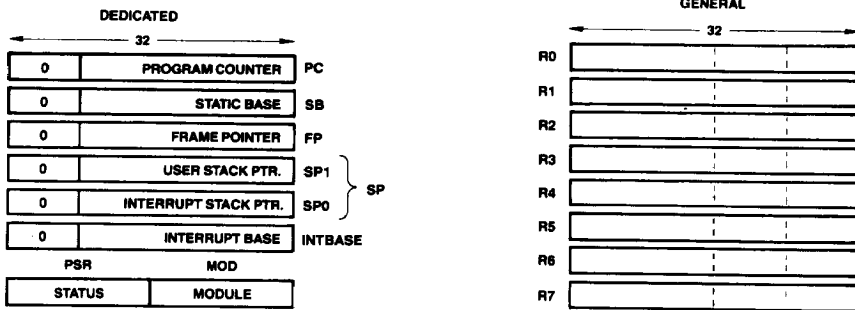 DEDICATED
32
0 PROGRAM COUNTER PC
0 STATIC BASE SB
0 FRAME POINTER FP
0 USER STACK PTR. SP1
SP
0 INTERRUPT STACK PTR. SP0
0 INTERRUPT BASE INTBASE
PSR MOD
STATUS MODULE
GENERAL
32
R0
R1
R2
R3
R4
R5
R6
R7